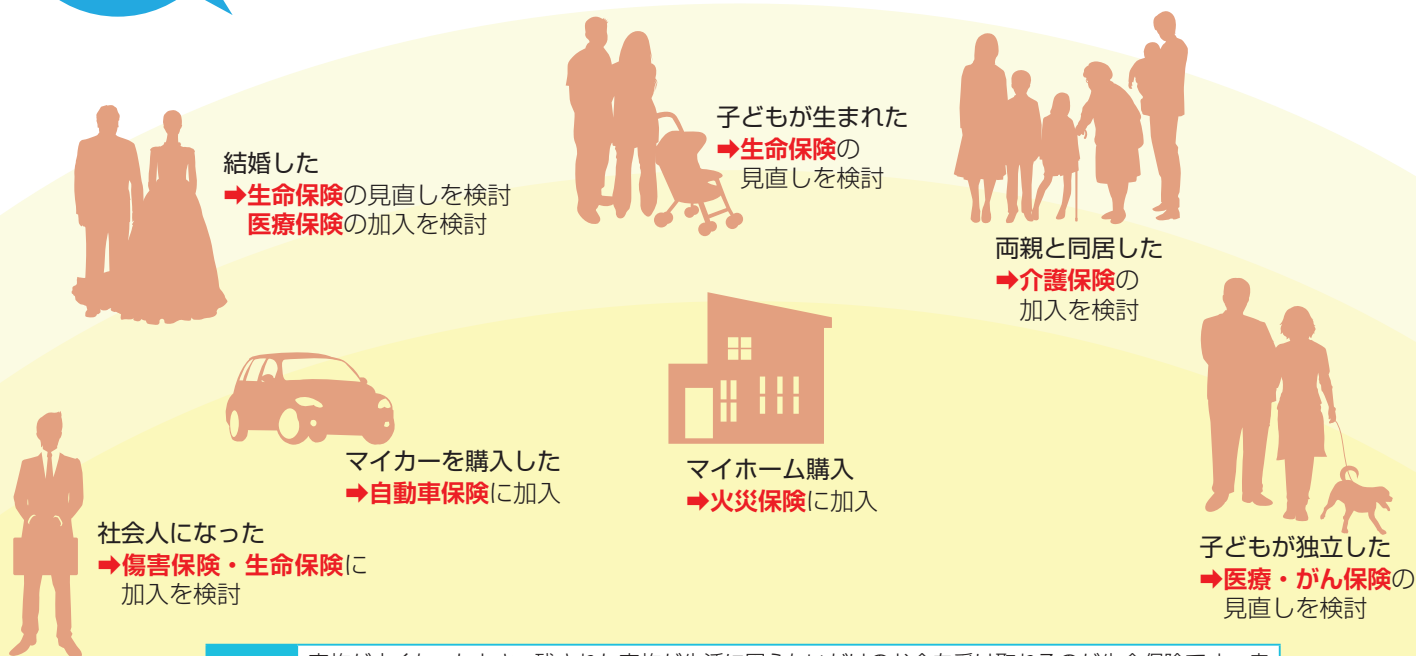 結婚した
➡生命保険の見直しを検討
医療保険の加入を検討
子どもが生まれた
➡生命保険の
見直しを検討
両親と同居した
➡介護保険の
加入を検討
マイカーを購入した
➡自動車保険に加入
マイホーム購入
➡火災保険に加入
社会人になった
➡傷害保険・生命保険に
加入を検討
子どもが独立した
➡医療・がん保険の
見直しを検討